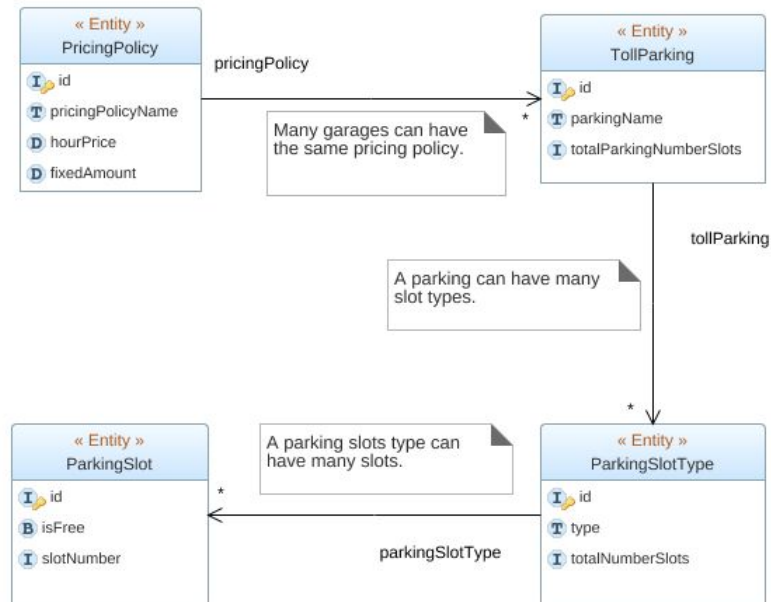 « Entity »
PricingPolicy
I id
T pricingPolicyName
D hourPrice
D fixedAmount
pricingPolicy
*
Many garages can have
the same pricing policy.
« Entity »
TollParking
I id
T parkingName
I totalParkingNumberSlots
tollParking
*
A parking can have many
slot types.
« Entity »
ParkingSlot
I id
B isFree
I slotNumber
*
A parking slots type can
have many slots.
parkingSlotType
« Entity »
ParkingSlotType
I id
T type
I totalNumberSlots